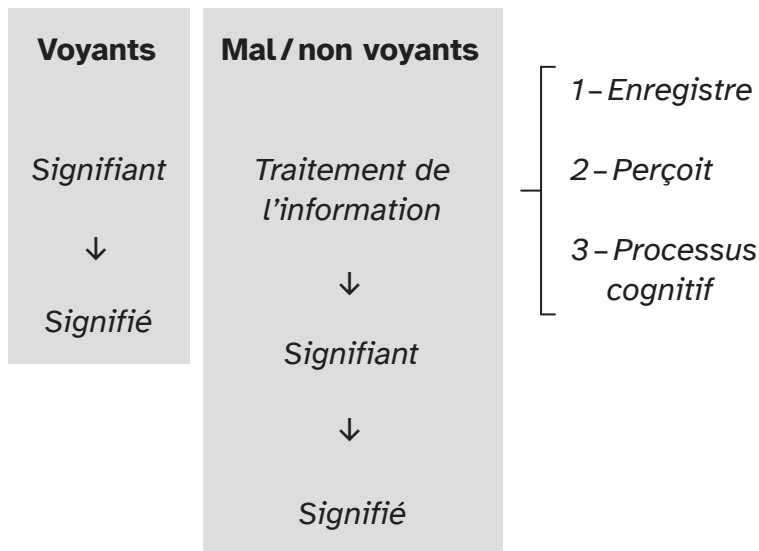 Voyants
Signifiant
↓
Signifié
Mal/non voyants
Traitement de
l’information
↓
Signifiant
↓
Signifié
1–Enregistre
2–Perçoit
3–Processus
cognitif